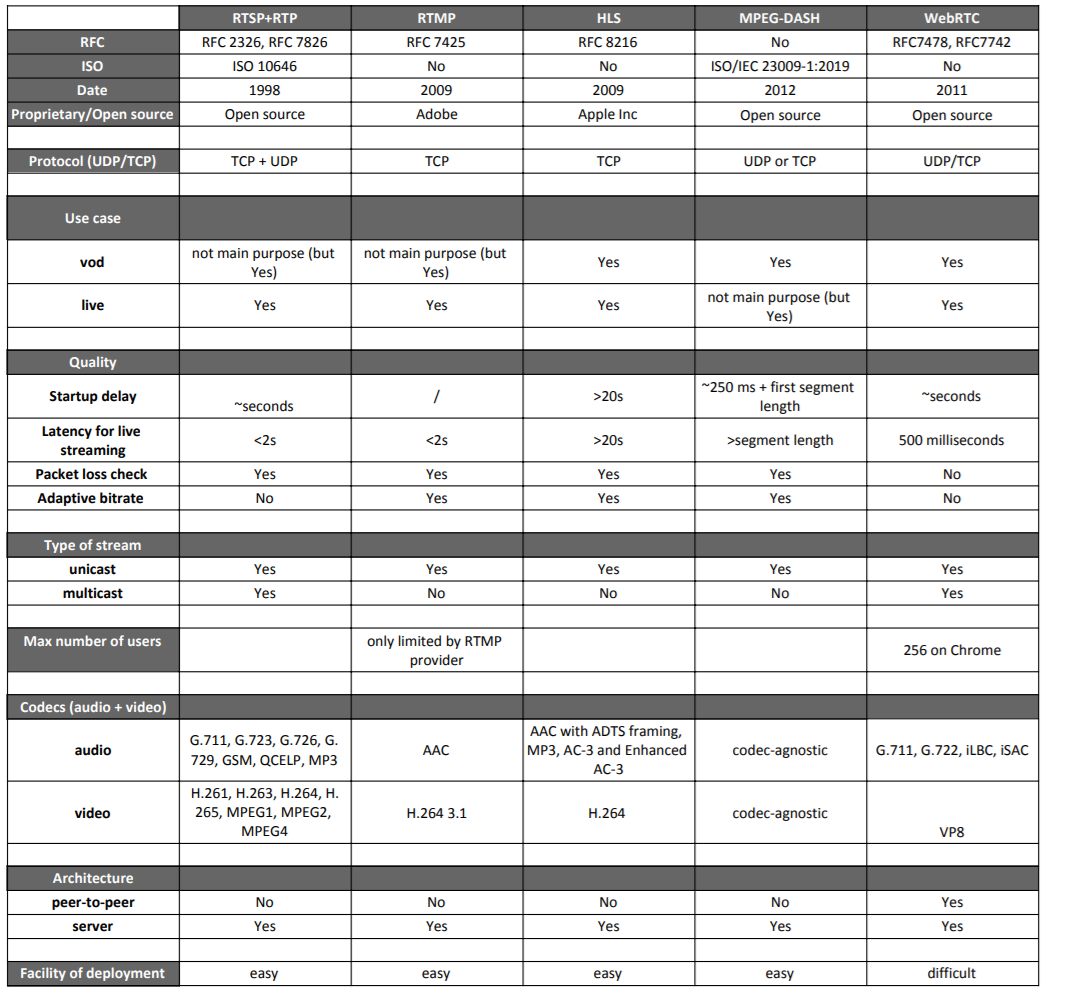 RTSP+RTP RTMP HLS MPEG-DASH WebRTC
RFC RFC 2326, RFC 7826 RFC 7425 RFC 8216 No RFC7478, RFC7742
ISO ISO 10646 No No ISO/IEC 23009-1:2019 No
Date 1998 2009 2009 2012 2011
Proprietary/Open source Open source Adobe Apple Inc Open source Open source
Protocol (UDP/TCP) TCP + UDP TCP TCP UDP or TCP UDP/TCP
Use case
vod not main purpose (but Yes) not main purpose (but Yes) Yes Yes Yes
live Yes Yes Yes not main purpose (but Yes) Yes
Quality
Startup delay ~seconds / >20s ~250 ms + first segment length ~seconds
Latency for live streaming <2s <2s >20s >segment length 500 milliseconds
Packet loss check Yes Yes Yes Yes No
Adaptive bitrate No Yes Yes Yes No
Type of stream
unicast Yes Yes Yes Yes Yes
multicast Yes No No No Yes
Max number of users only limited by RTMP provider 256 on Chrome
Codecs (audio + video)
audio G.711, G.723, G.726, G. 729, GSM, QCELP, MP3 AAC AAC with ADTS framing, MP3, AC-3 and Enhanced AC-3 codec-agnostic G.711, G.722, iLBC, iSAC
video H.261, H.263, H.264, H. 265, MPEG1, MPEG2, MPEG4 H.264 3.1 H.264 codec-agnostic VP8
Architecture
peer-to-peer No No No No Yes
server Yes Yes Yes Yes Yes
Facility of deployment easy easy easy easy difficult